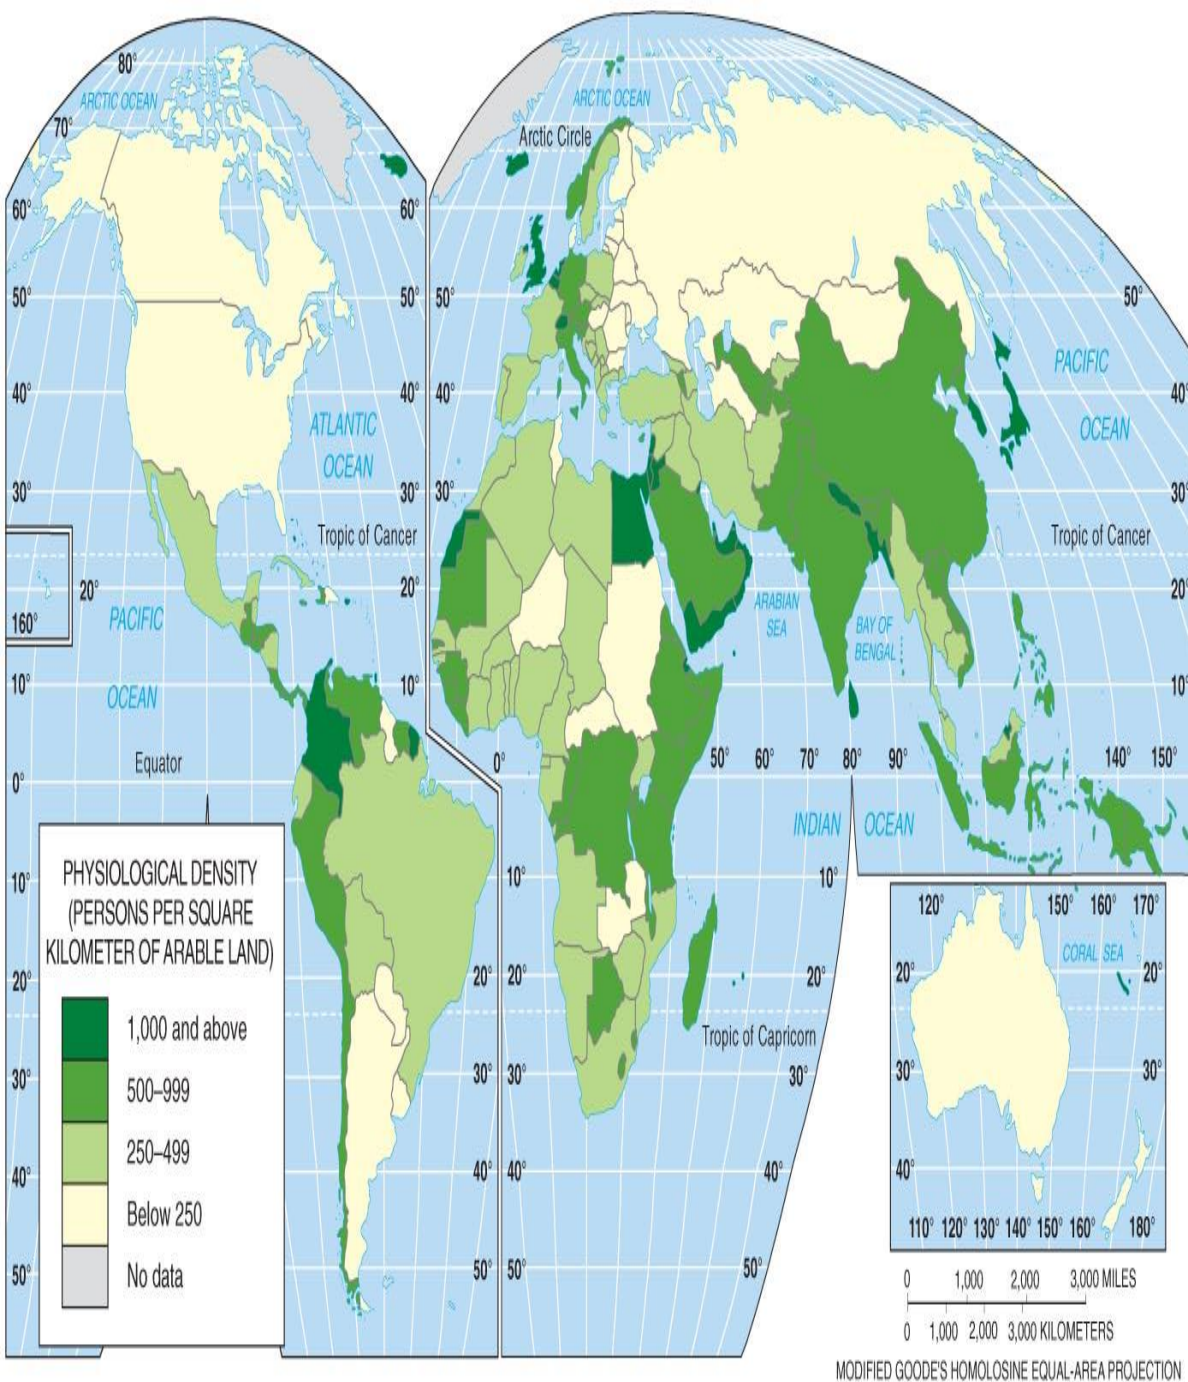 80°
ARCTIC OCEAN
70°
60°
60°
50°
50°
40°
40°
ATLANTIC
OCEAN
30°
30°
Tropic of Cancer
20°
20°
160°
PACIFIC
OCEAN
10°
10°
Equator
0°
10°
20°
20°
30°
30°
40°
40°
50°
50°
ARCTIC OCEAN
Arctic Circle
50°
50°
PACIFIC
OCEAN
40°
40°
30°
30°
Tropic of Cancer
20°
ARABIAN
SEA
BAY OF
BENGAL
10°
0°
50°
60°
70°
80°
90°
140°
150°
INDIAN
OCEAN
10°
10°
20°
20°
Tropic of Capricorn
30°
30°
40°
40°
50°
50°
PHYSIOLOGICAL DENSITY
(PERSONS PER SQUARE
KILOMETER OF ARABLE LAND)
1,000 and above
500–999
250–499
Below 250
No data
120°
150°
160°
170°
CORAL SEA
20°
20°
30°
30°
40°
110°
120°
130°
140°
150°
160°
180°
0 1,000 2,000 3,000 MILES
0 1,000 2,000 3,000 KILOMETERS
MODIFIED GOODE'S HOMOLOSINE EQUAL-AREA PROJECTION